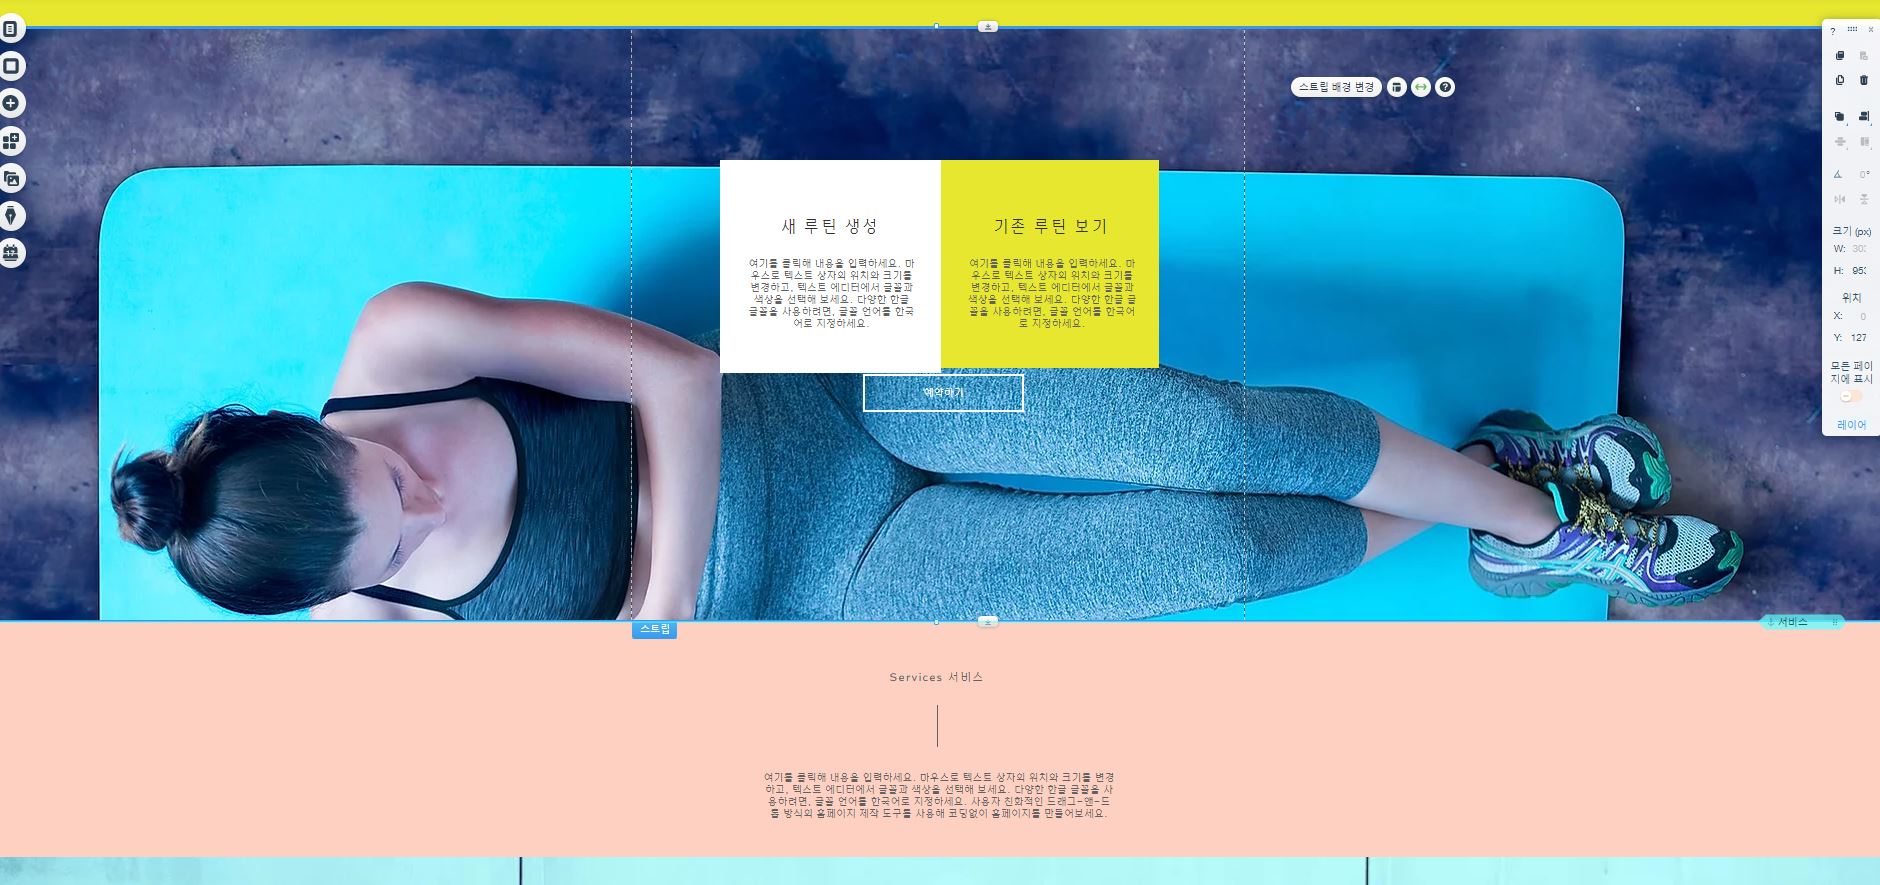 스트립 배경 변경
?
?
새 루틴 생성
여기를 클릭해 내용을 입력하세요. 마
우스로 텍스트 상자의 위치와 크기를
변경하고, 텍스트 에디터에서 글꼴과
색상을 선택해 보세요. 다양한 한글
글꼴을 사용하려면, 글꼴 언어를 한국
어로 지정하세요.
기존 루틴 보기
여기를 클릭해 내용을 입력하세요. 마
우스로 텍스트 상자의 위치와 크기를
변경하고, 텍스트 에디터에서 글꼴과
색상을 선택해 보세요. 다양한 한글 글
꼴을 사용하려면, 글꼴 언어를 한국어
로 지정하세요.
예약하기
0°
크기 (px)
W:
H:
위치
X: 0
Y: 127
모든 페이
지에 표시
레이어
스트립
서비스
Services 서비스
여기를 클릭해 내용을 입력하세요. 마우스로 텍스트 상자의 위치와 크기를 변경
하고, 텍스트 에디터에서 글꼴과 색상을 선택해 보세요. 다양한 한글 글꼴을 사
용하려면, 글꼴 언어를 한국어로 지정하세요. 사용자 친화적인 드래그-앤-드
롭 방식의 홈페이지 제작 도구를 사용해 코딩없이 홈페이지를 만들어보세요.